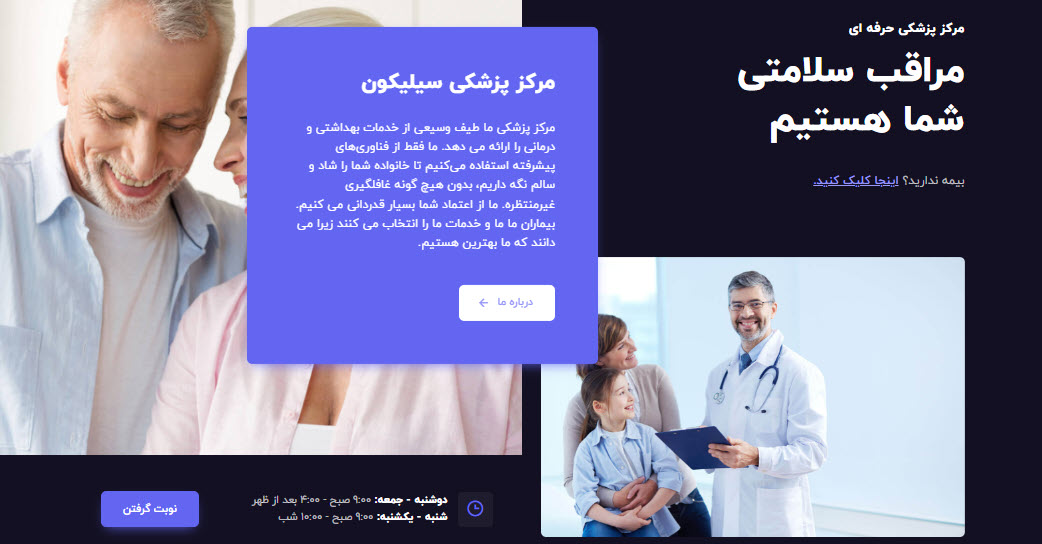 مرکز پزشکی حرفه ای
مراقب سلامتی
شما هستیم
بیمه ندارید؟ اینجا کلیک کنید.
مرکز پزشکی سیلیکون
مرکز پزشکی ما طیف وسیعی از خدمات بهداشتی و
درمانی را ارائه می دهد. ما فقط از فناوری‌های
پیشرفته استفاده می‌کنیم تا خانواده شما را شاد و
سالم نگه داریم، بدون هیچ گونه غافلگیری
غیرمنتظره. ما از اعتماد شما بسیار قدردانی می کنیم.
بیماران ما ما و خدمات ما را انتخاب می کنند زیرا می
دانند که ما بهترین هستیم.
درباره ما
دوشنبه - جمعه: ۹:۰۰ صبح - ۴:۰۰ بعد از ظهر
شنبه - یکشنبه: ۹:۰۰ صبح - ۱۰:۰۰ شب
نوبت گرفتن